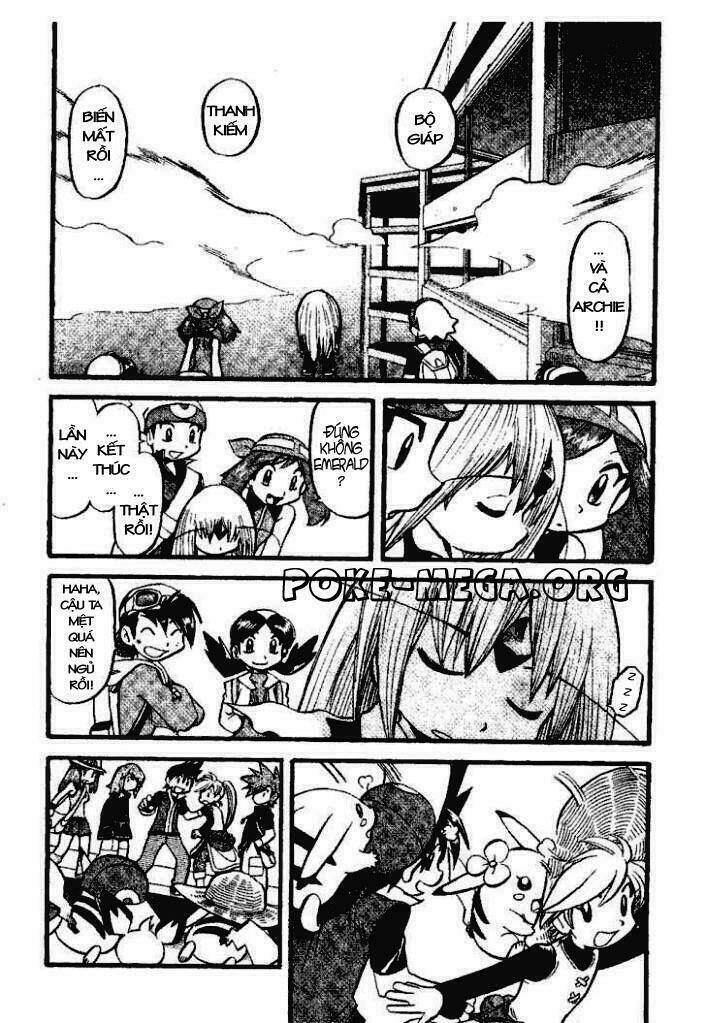 BỘ
GIÁP
THANH
KIẾM
BIẾN
MẤT
RỒI
...
...
VÀ
CẢ
ARCHIE
!!
ĐÚNG
KHÔNG
EMERALD
?
LẦN
NÀY...
...
KẾT
THÚC
...
...
THẬT
RỒI!
POKE-MEGA.ORG
HAHA,
CẬU TA
MỆT
QUÁ
NÊN
NGỦ
RỒI!!
Z
Z
Z